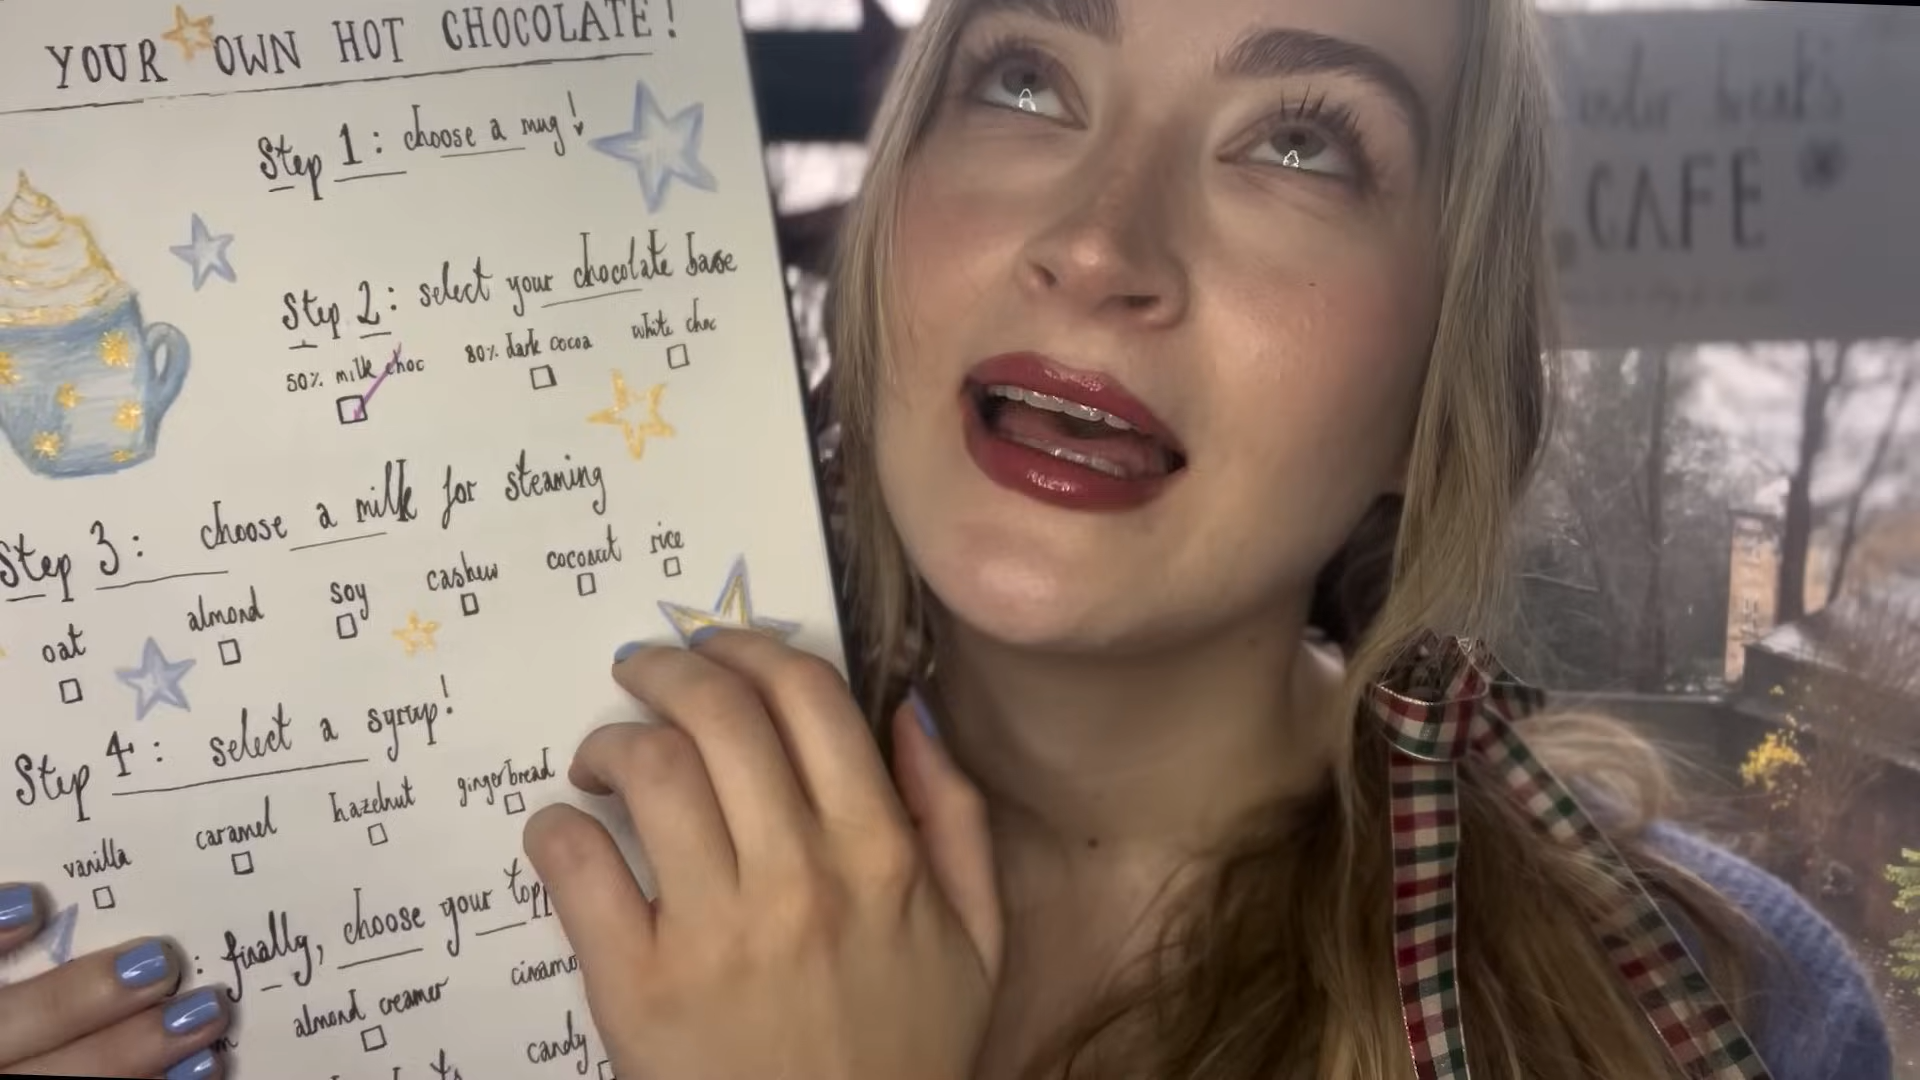 YOUR OWN HOT CHOCOLATE!
Step 1: choose a mug!
Step 2: select your chocolate base
50% milk choc 80% dark cocoa white choc
Step 3: choose a milk for steaming
oat almond soy cashew coconut rice
Step 4: select a syrup!
vanilla caramel hazelnut gingerbread
: finally, choose your topp
almond creamer cinamo
candy
CAFE